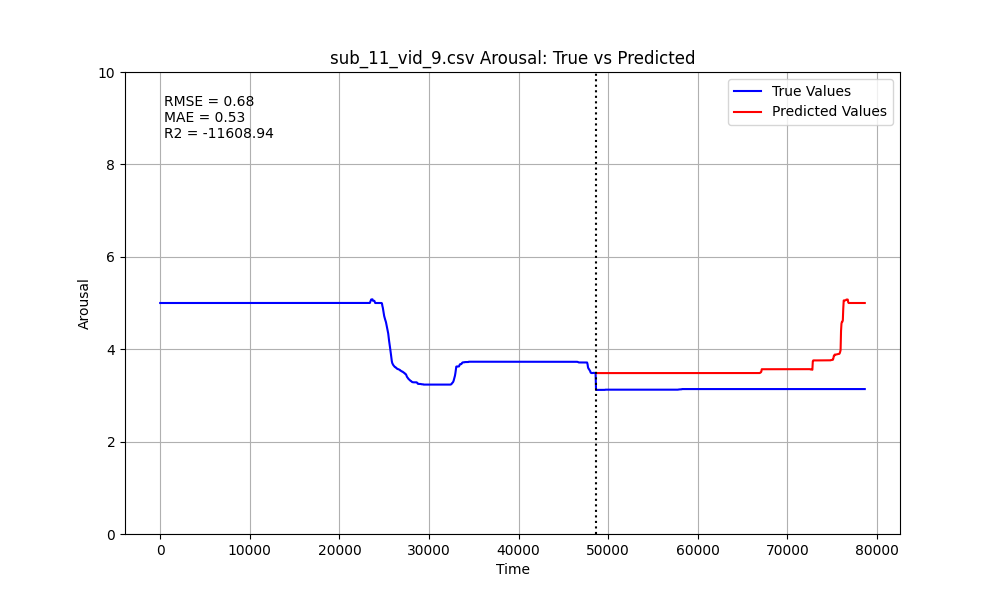 sub_11_vid_9.csv Arousal: True vs Predicted
10
8
6
4
2
0
Arousal
RMSE = 0.68
MAE = 0.53
R2 = -11608.94
True Values
Predicted Values
0 10000 20000 30000 40000 50000 60000 70000 80000
Time